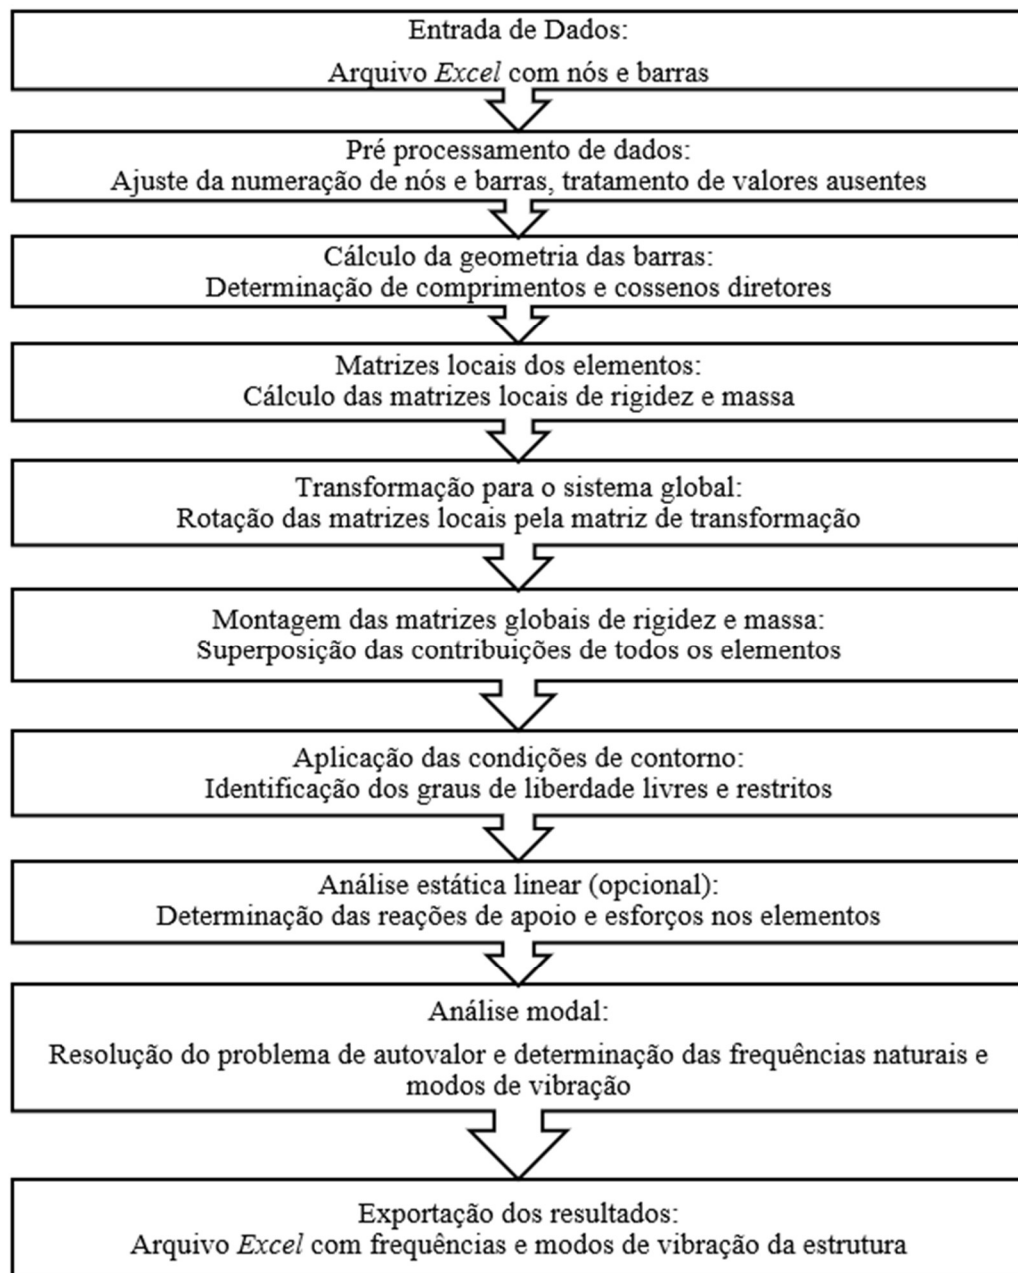 Entrada de Dados:
Arquivo Excel com nós e barras
Pré processamento de dados:
Ajuste da numeração de nós e barras, tratamento de valores ausentes
Cálculo da geometria das barras:
Determinação de comprimentos e cossenos diretores
Matrizes locais dos elementos:
Cálculo das matrizes locais de rigidez e massa
Transformação para o sistema global:
Rotação das matrizes locais pela matriz de transformação
Montagem das matrizes globais de rigidez e massa:
Superposição das contribuições de todos os elementos
Aplicação das condições de contorno:
Identificação dos graus de liberdade livres e restritos
Análise estática linear (opcional):
Determinação das reações de apoio e esforços nos elementos
Análise modal:
Resolução do problema de autovalor e determinação das frequências naturais e
modos de vibração
Exportação dos resultados:
Arquivo Excel com frequências e modos de vibração da estrutura